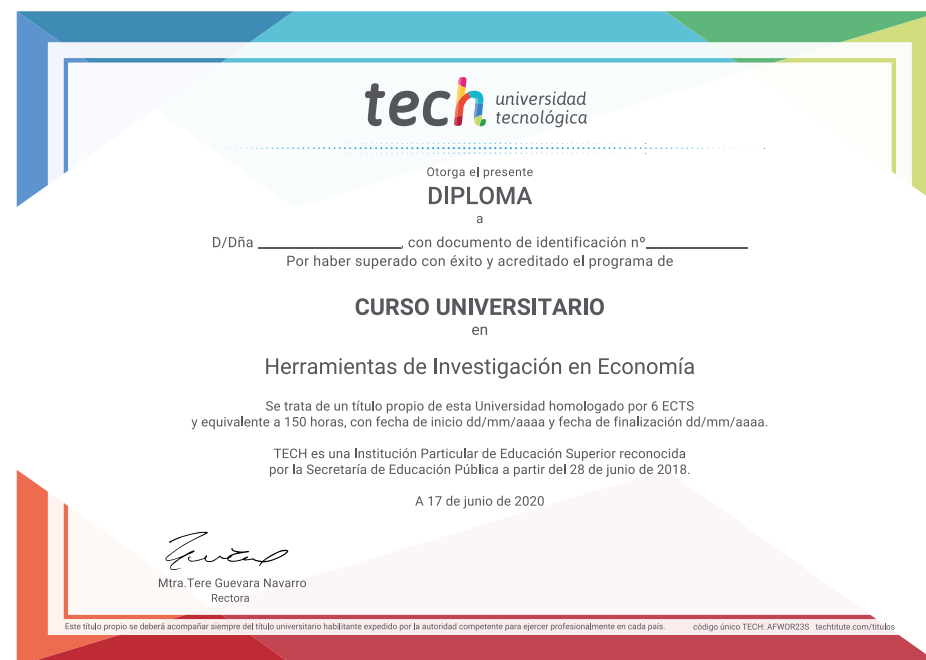 tech universidad
tecnológica
Otorga el presente
DIPLOMA
a
D/Dña ____________________, con documento de identificación nº______________
Por haber superado con éxito y acreditado el programa de
CURSO UNIVERSITARIO
en
Herramientas de Investigación en Economía
Se trata de un título propio de esta Universidad homologado por 6 ECTS
y equivalente a 150 horas, con fecha de inicio dd/mm/aaaa y fecha de finalización dd/mm/aaaa.
TECH es una Institución Particular de Educación Superior reconocida
por la Secretaría de Educación Pública a partir del 28 de junio de 2018.
A 17 de junio de 2020
Mtra.Tere Guevara Navarro
Rectora
Este título propio se deberá acompañar siempre del título universitario habilitante expedido por la autoridad competente para ejercer profesionalmente en cada país. código único TECH: AFWOR23S techtitute.com/titulos